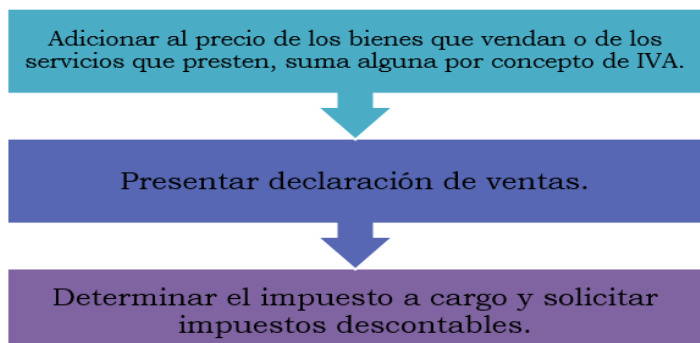 Adicionar al precio de los bienes que vendan o de los
servicios que presten, suma alguna por concepto de IVA.
Presentar declaración de ventas.
Determinar el impuesto a cargo y solicitar
impuestos descontables.